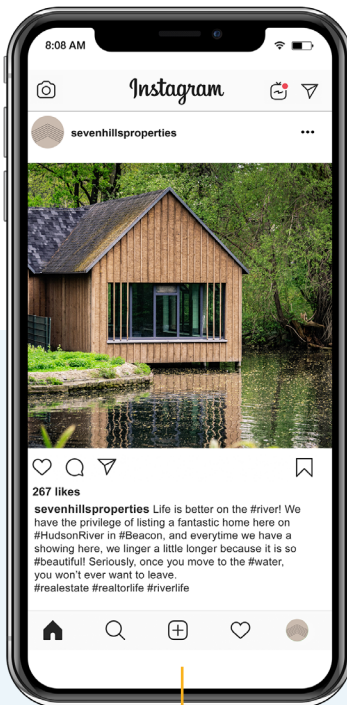 8:08 AM
Instagram
sevenhillsproperties
267 likes
sevenhillsproperties Life is better on the #river! We
have the privilege of listing a fantastic home here on
#HudsonRiver in #Beacon, and everytime we have a
showing here, we linger a little longer because it is so
#beautiful! Seriously, once you move to the #water,
you won't ever want to leave.
#realestate #realtorlife #riverlife